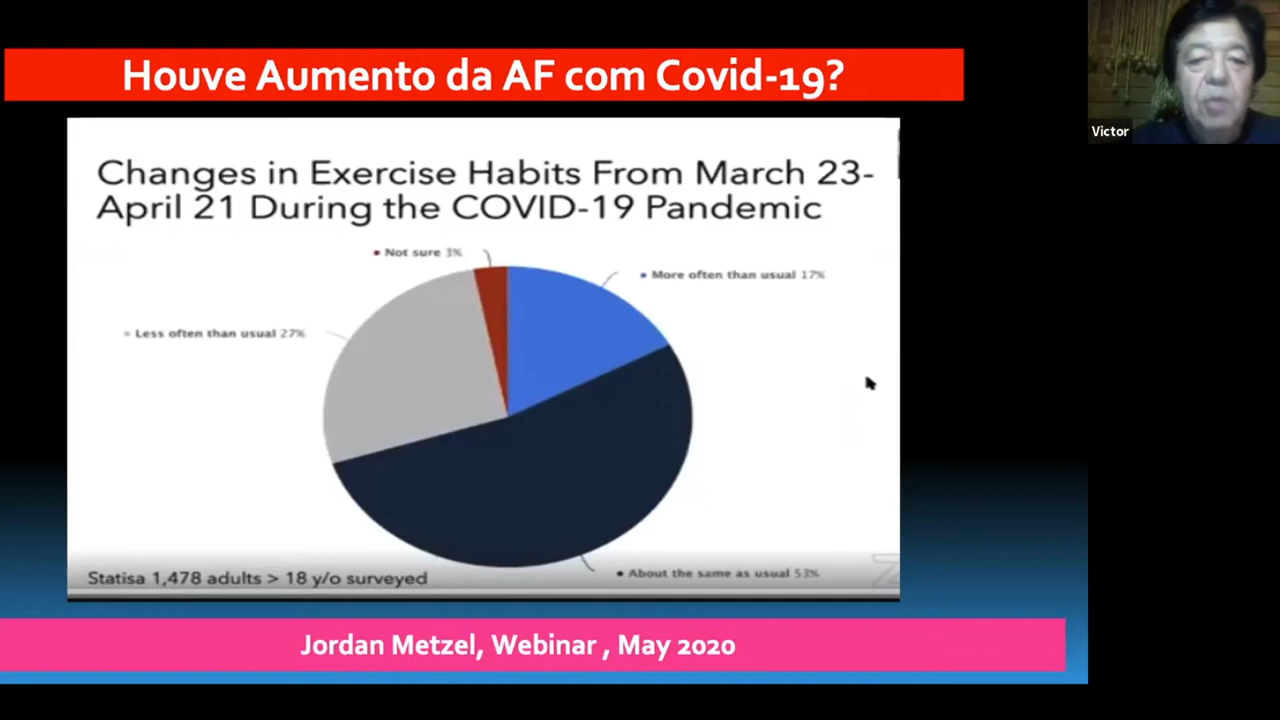 Houve Aumento da AF com Covid-19?
Victor
Changes in Exercise Habits From March 23-
April 21 During the COVID-19 Pandemic
Not sure 3%
More often than usual 17%
Less often than usual 27%
About the same as usual 53%
Statisa 1,478 adults > 18 y/o surveyed
Jordan Metzel, Webinar , May 2020